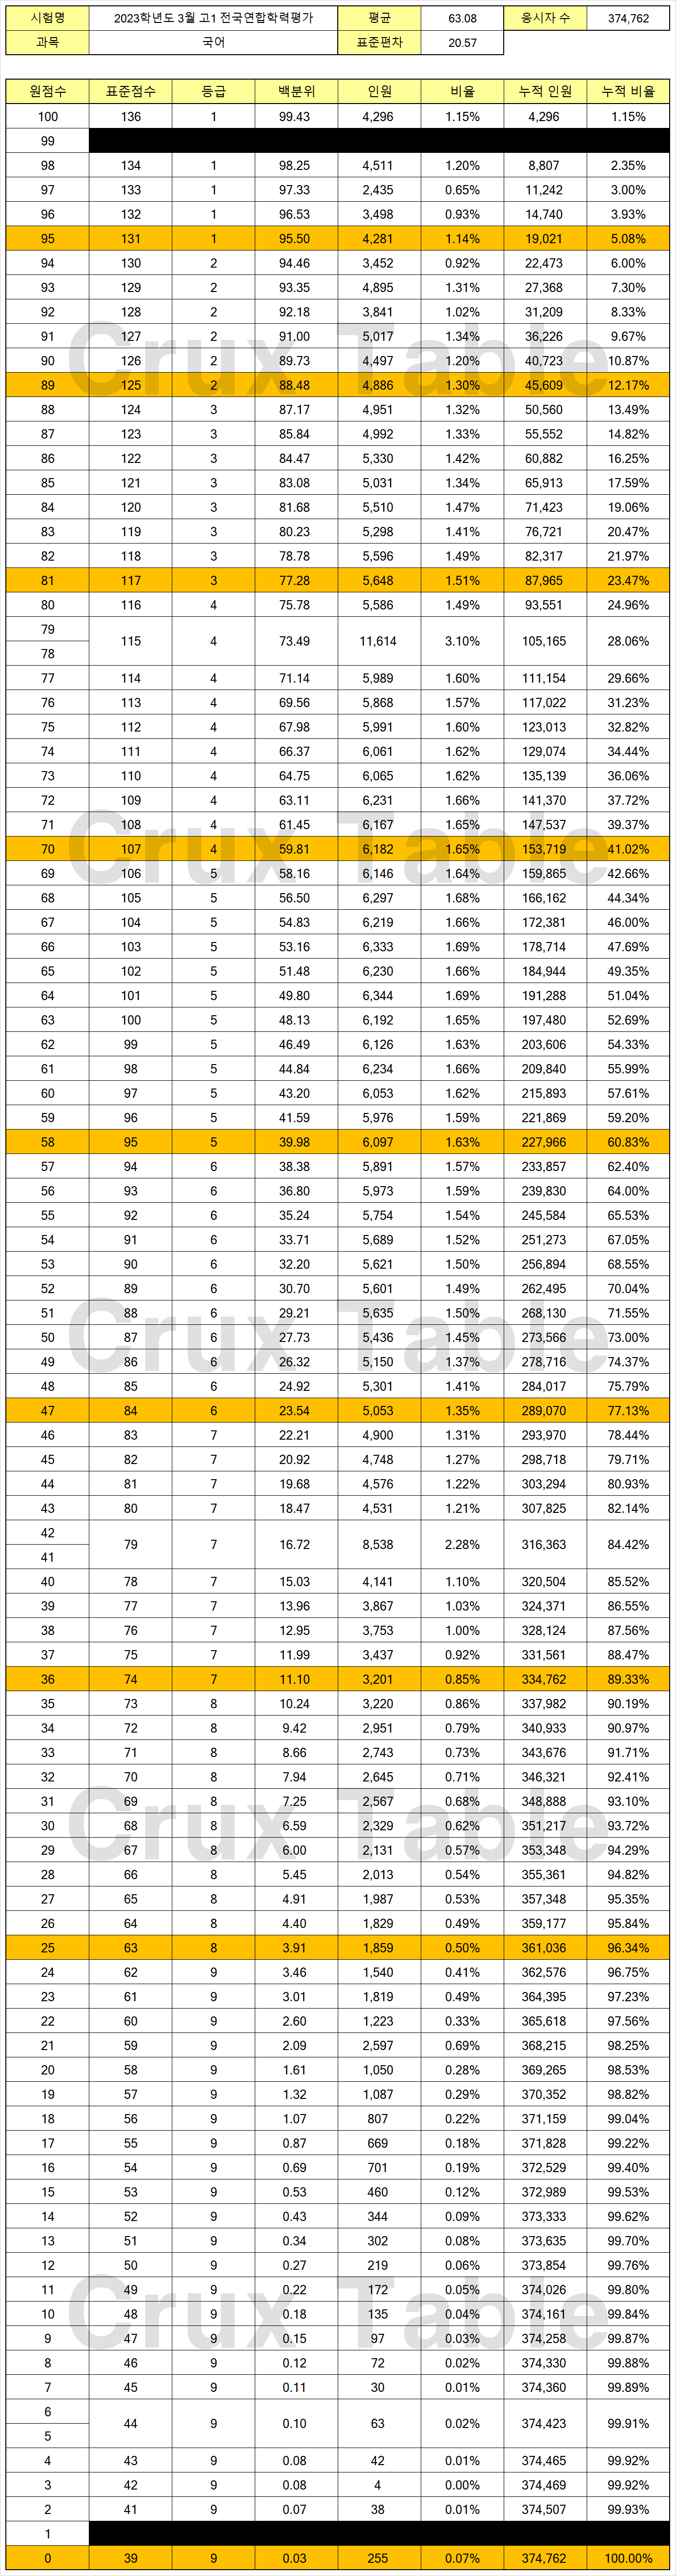 시험명 2023학년도 3월 고1 전국연합학력평가 평균 63.08 응시자 수 374,762
과목 국어 표준편차 20.57
원점수 표준점수 등급 백분위 인원 비율 누적 인원 누적 비율
100 136 1 99.43 4,296 1.15% 4,296 1.15%
99
98 134 1 98.25 4,511 1.20% 8,807 2.35%
97 133 1 97.33 2,435 0.65% 11,242 3.00%
96 132 1 96.53 3,498 0.93% 14,740 3.93%
95 131 1 95.50 4,281 1.14% 19,021 5.08%
94 130 2 94.46 3,452 0.92% 22,473 6.00%
93 129 2 93.35 4,895 1.31% 27,368 7.30%
92 128 2 92.18 3,841 1.02% 31,209 8.33%
91 127 2 91.00 5,017 1.34% 36,226 9.67%
Crux Table
90 126 2 89.73 4,497 1.20% 40,723 10.87%
89 125 2 88.48 4,886 1.30% 45,609 12.17%
88 124 3 87.17 4,951 1.32% 50,560 13.49%
87 123 3 85.84 4,992 1.33% 55,552 14.82%
86 122 3 84.47 5,330 1.42% 60,882 16.25%
85 121 3 83.08 5,031 1.34% 65,913 17.59%
84 120 3 81.68 5,510 1.47% 71,423 19.06%
83 119 3 80.23 5,298 1.41% 76,721 20.47%
82 118 3 78.78 5,596 1.49% 82,317 21.97%
81 117 3 77.28 5,648 1.51% 87,965 23.47%
80 116 4 75.78 5,586 1.49% 93,551 24.96%
79
115 4 73.49 11,614 3.10% 105,165 28.06%
78
77 114 4 71.14 5,989 1.60% 111,154 29.66%
76 113 4 69.56 5,868 1.57% 117,022 31.23%
75 112 4 67.98 5,991 1.60% 123,013 32.82%
74 111 4 66.37 6,061 1.62% 129,074 34.44%
73 110 4 64.75 6,065 1.62% 135,139 36.06%
72 109 4 63.11 6,231 1.66% 141,370 37.72%
71 108 4 61.45 6,167 1.65% 147,537 39.37%
Crux Table
70 107 4 59.81 6,182 1.65% 153,719 41.02%
69 106 5 58.16 6,146 1.64% 159,865 42.66%
68 105 5 56.50 6,297 1.68% 166,162 44.34%
67 104 5 54.83 6,219 1.66% 172,381 46.00%
66 103 5 53.16 6,333 1.69% 178,714 47.69%
65 102 5 51.48 6,230 1.66% 184,944 49.35%
64 101 5 49.80 6,344 1.69% 191,288 51.04%
63 100 5 48.13 6,192 1.65% 197,480 52.69%
62 99 5 46.49 6,126 1.63% 203,606 54.33%
61 98 5 44.84 6,234 1.66% 209,840 55.99%
60 97 5 43.20 6,053 1.62% 215,893 57.61%
59 96 5 41.59 5,976 1.59% 221,869 59.20%
58 95 5 39.98 6,097 1.63% 227,966 60.83%
57 94 6 38.38 5,891 1.57% 233,857 62.40%
56 93 6 36.80 5,973 1.59% 239,830 64.00%
55 92 6 35.24 5,754 1.54% 245,584 65.53%
54 91 6 33.71 5,689 1.52% 251,273 67.05%
53 90 6 32.20 5,621 1.50% 256,894 68.55%
52 89 6 30.70 5,601 1.49% 262,495 70.04%
51 88 6 29.21 5,635 1.50% 268,130 71.55%
Crux Table
50 87 6 27.73 5,436 1.45% 273,566 73.00%
49 86 6 26.32 5,150 1.37% 278,716 74.37%
48 85 6 24.92 5,301 1.41% 284,017 75.79%
47 84 6 23.54 5,053 1.35% 289,070 77.13%
46 83 7 22.21 4,900 1.31% 293,970 78.44%
45 82 7 20.92 4,748 1.27% 298,718 79.71%
44 81 7 19.68 4,576 1.22% 303,294 80.93%
43 80 7 18.47 4,531 1.21% 307,825 82.14%
42
79 7 16.72 8,538 2.28% 316,363 84.42%
41
40 78 7 15.03 4,141 1.10% 320,504 85.52%
39 77 7 13.96 3,867 1.03% 324,371 86.55%
38 76 7 12.95 3,753 1.00% 328,124 87.56%
37 75 7 11.99 3,437 0.92% 331,561 88.47%
36 74 7 11.10 3,201 0.85% 334,762 89.33%
35 73 8 10.24 3,220 0.86% 337,982 90.19%
34 72 8 9.42 2,951 0.79% 340,933 90.97%
33 71 8 8.66 2,743 0.73% 343,676 91.71%
32 70 8 7.94 2,645 0.71% 346,321 92.41%
31 69 8 7.25 2,567 0.68% 348,888 93.10%
Crux Table
30 68 8 6.59 2,329 0.62% 351,217 93.72%
29 67 8 6.00 2,131 0.57% 353,348 94.29%
28 66 8 5.45 2,013 0.54% 355,361 94.82%
27 65 8 4.91 1,987 0.53% 357,348 95.35%
26 64 8 4.40 1,829 0.49% 359,177 95.84%
25 63 8 3.91 1,859 0.50% 361,036 96.34%
24 62 9 3.46 1,540 0.41% 362,576 96.75%
23 61 9 3.01 1,819 0.49% 364,395 97.23%
22 60 9 2.60 1,223 0.33% 365,618 97.56%
21 59 9 2.09 2,597 0.69% 368,215 98.25%
20 58 9 1.61 1,050 0.28% 369,265 98.53%
19 57 9 1.32 1,087 0.29% 370,352 98.82%
18 56 9 1.07 807 0.22% 371,159 99.04%
17 55 9 0.87 669 0.18% 371,828 99.22%
16 54 9 0.69 701 0.19% 372,529 99.40%
15 53 9 0.53 460 0.12% 372,989 99.53%
14 52 9 0.43 344 0.09% 373,333 99.62%
13 51 9 0.34 302 0.08% 373,635 99.70%
12 50 9 0.27 219 0.06% 373,854 99.76%
11 49 9 0.22 172 0.05% 374,026 99.80%
Crux Table
10 48 9 0.18 135 0.04% 374,161 99.84%
9 47 9 0.15 97 0.03% 374,258 99.87%
8 46 9 0.12 72 0.02% 374,330 99.88%
7 45 9 0.11 30 0.01% 374,360 99.89%
6
44 9 0.10 63 0.02% 374,423 99.91%
5
4 43 9 0.08 42 0.01% 374,465 99.92%
3 42 9 0.08 4 0.00% 374,469 99.92%
2 41 9 0.07 38 0.01% 374,507 99.93%
1
0 39 9 0.03 255 0.07% 374,762 100.00%